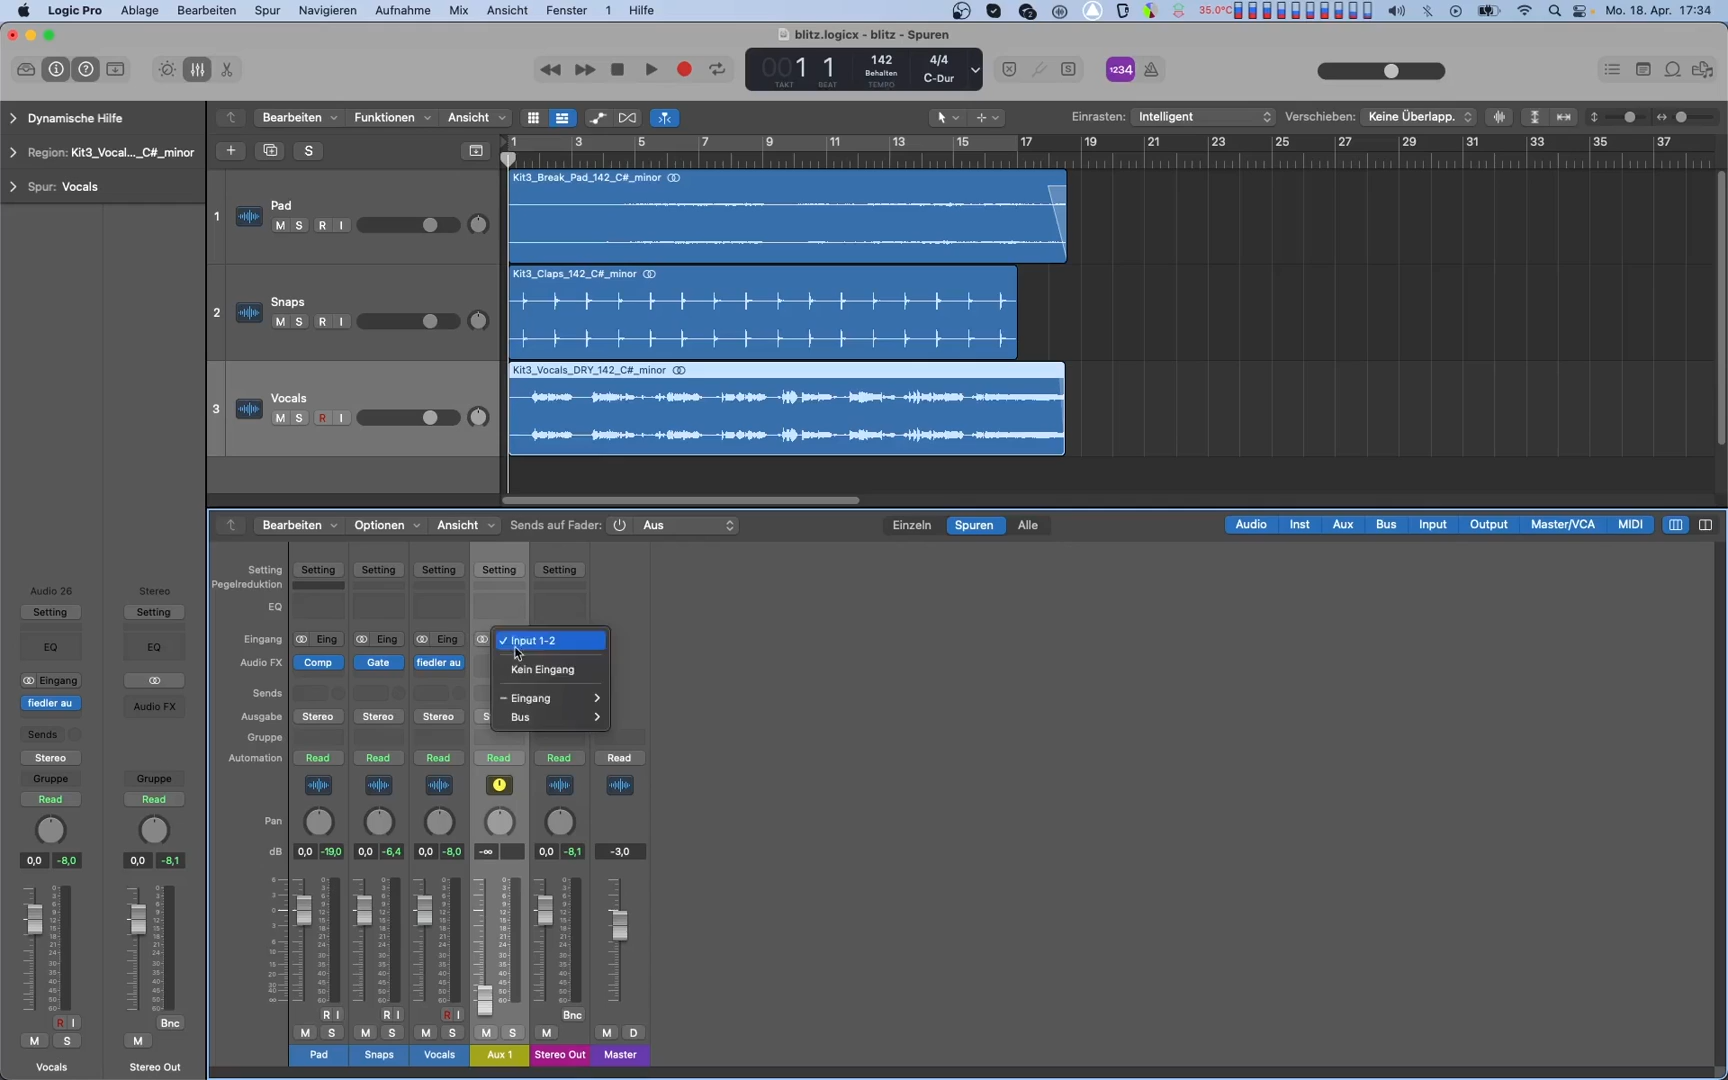 Logic Pro Ablage Bearbeiten Spur Navigieren Aufnahme Mix Ansicht Fenster 1 Hilfe 35.0°C Mo. 18. Apr. 17:34
blitz.logicx - blitz - Spuren
001 1 142 Behalten 4/4 C-Dur 1234
TAKT BEAT TEMPO
Dynamische Hilfe
Region: Kit3_Vocal..._C#_minor
Spur: Vocals
Bearbeiten Funktionen Ansicht Einrasten: Intelligent Verschieben: Keine Überlapp.
S 1 3 5 7 9 11 13 15 17 19 21 23 25 27 29 31 33 35 37
1 Pad
M S R I
Kit3_Break_Pad_142_C#_minor
2 Snaps
M S R I
Kit3_Claps_142_C#_minor
3 Vocals
M S R I
Kit3_Vocals_DRY_142_C#_minor
Bearbeiten Optionen Ansicht Sends auf Fader: Aus Einzeln Spuren Alle Audio Inst Aux Bus Input Output Master/VCA MIDI
Audio 26 Stereo
Setting Setting
EQ EQ
Eingang
fiedler au Audio FX
Sends
Stereo
Gruppe Gruppe
Read Read
0,0 -8,0 0,0 -8,1
R I Bnc
M S M
Vocals Stereo Out
Setting Setting Setting Setting Setting Setting
Pegelreduktion
EQ
Eingang Eing Eing Eing
Audio FX Comp Gate fiedler au
Sends
Ausgabe Stereo Stereo Stereo S
Gruppe
Automation Read Read Read Read Read Read
Pan
dB 0,0 -19,0 0,0 -6,4 0,0 -8,0 -∞ 0,0 -8,1 -3,0
R I R I R I Bnc
M S M S M S M S M M D
Pad Snaps Vocals Aux 1 Stereo Out Master
✓ Input 1-2
Kein Eingang
– Eingang
Bus